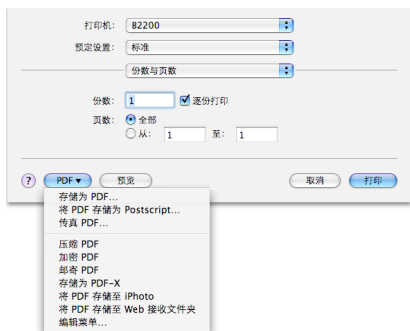 打印机: B2200
预定设置: 标准
份数与页数
份数: 1 逐份打印
页数: 全部
从: 1 至: 1
? PDF 预览 取消 打印
存储为 PDF...
将 PDF 存储为 Postscript...
传真 PDF...
压缩 PDF
加密 PDF
邮寄 PDF
存储为 PDF-X
将 PDF 存储至 iPhoto
将 PDF 存储至 Web 接收文件夹
编辑菜单...